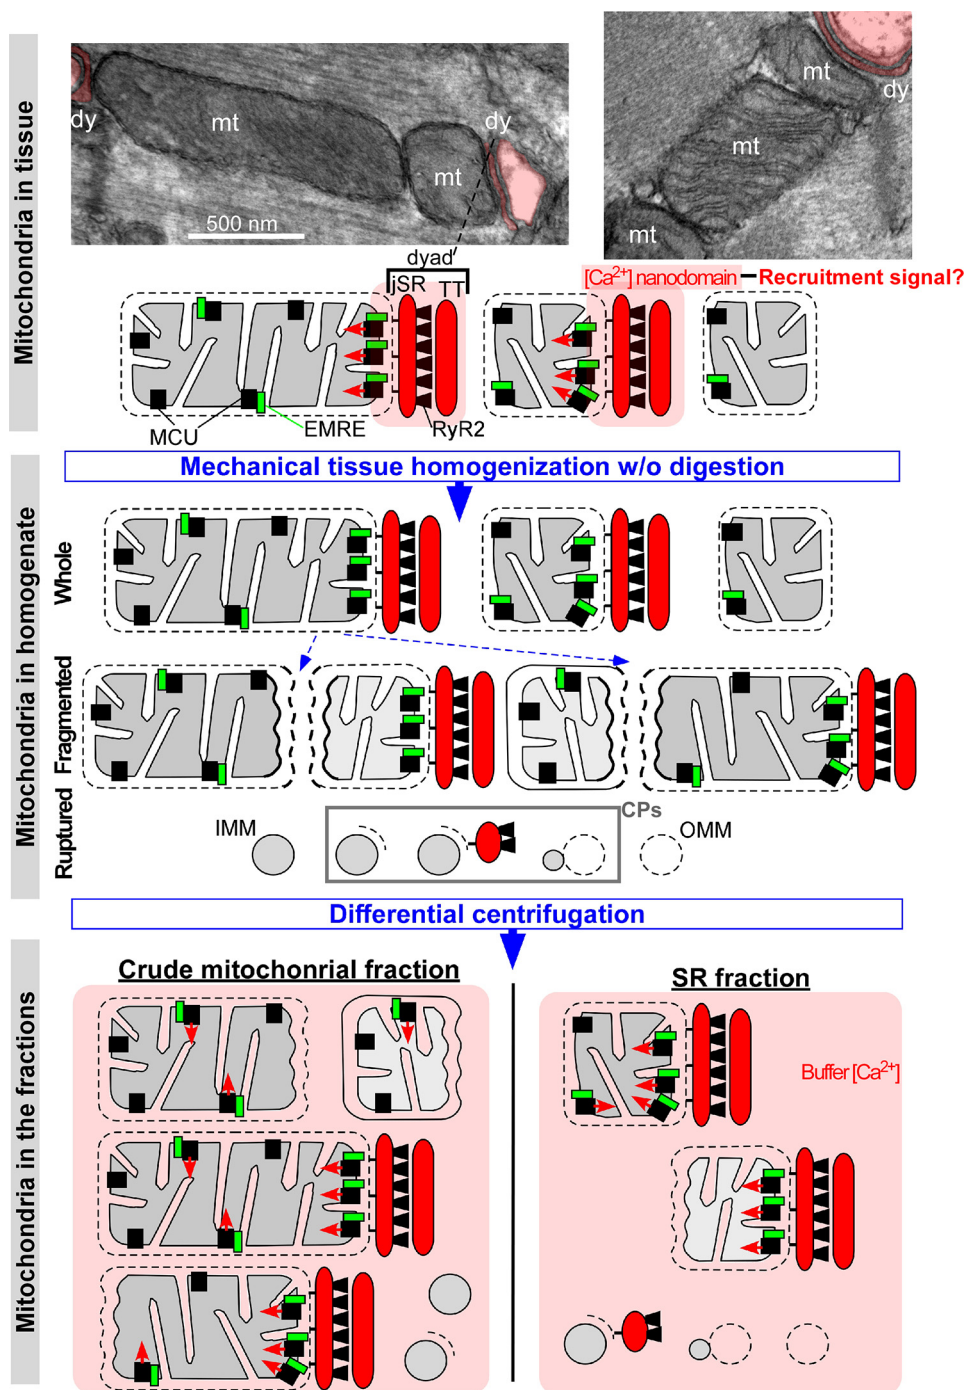 Mitochondria in tissue
dy
mt
mt
dy
500 nm
mt
mt
mt
dy
dyad
jSR
TT
[Ca²⁺] nanodomain
Recruitment signal?
MCU
EMRE
RyR2
Mechanical tissue homogenization w/o digestion
Mitochondria in homogenate
Whole
Fragmented
Ruptured
IMM
CPs
OMM
Differential centrifugation
Mitochondria in the fractions
Crude mitochonrial fraction
SR fraction
Buffer [Ca²⁺]